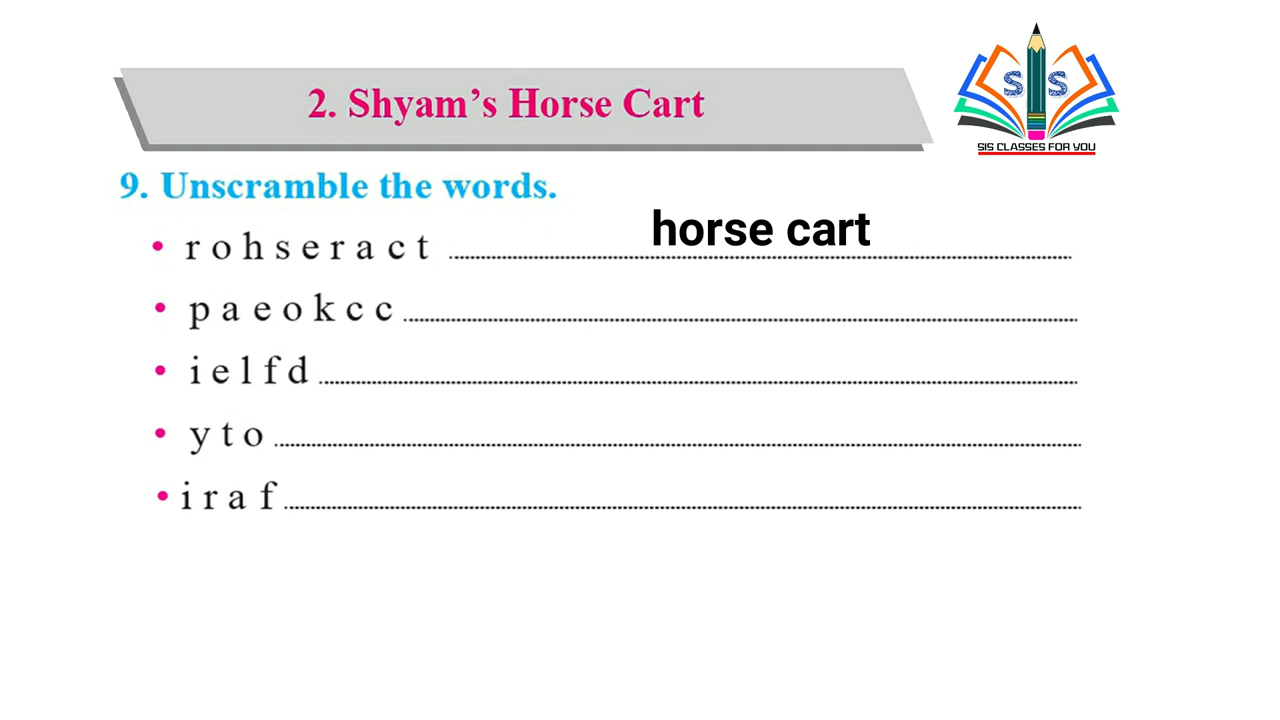 S S
SIS CLASSES FOR YOU
2. Shyam's Horse Cart
9. Unscramble the words.
• r o h s e r a c t ........ horse cart
• p a e o k c c ........
• i e l f d ........
• y t o ........
• i r a f ........